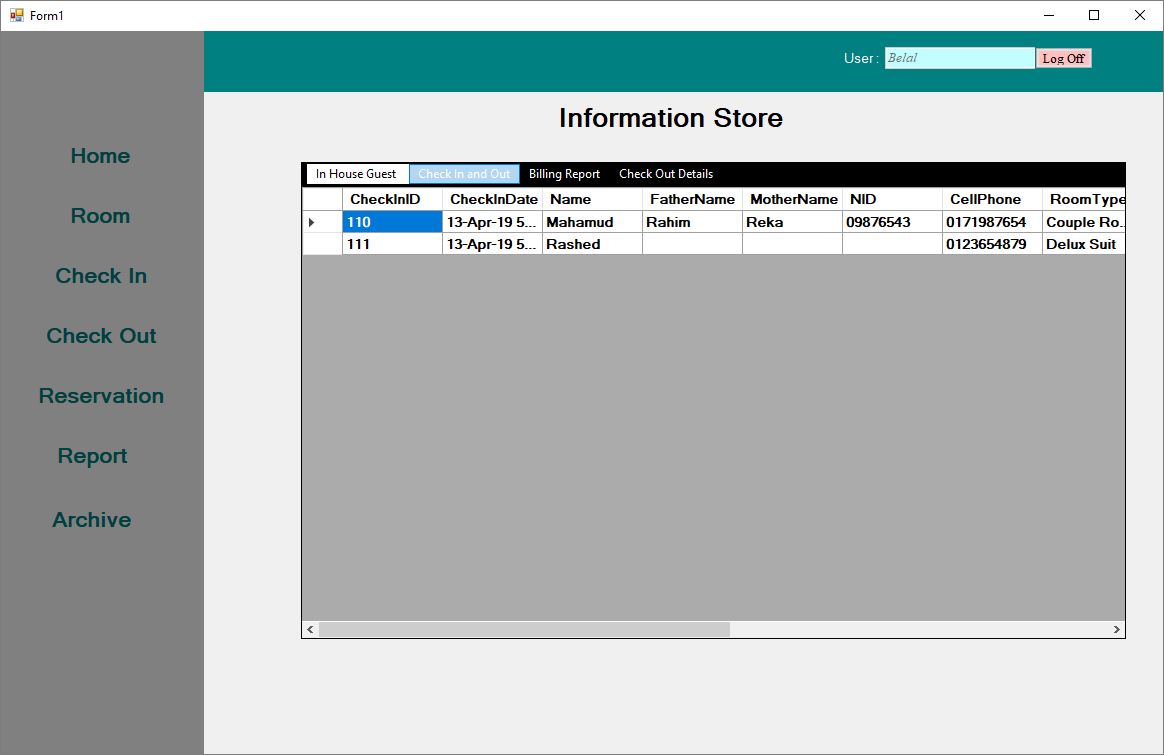 Form1
User : Belal Log Off
Information Store
Home
Room
Check In
Check Out
Reservation
Report
Archive
In House Guest Check In and Out Billing Report Check Out Details
CheckInID CheckInDate Name FatherName MotherName NID CellPhone RoomType
110 13-Apr-19 5... Mahamud Rahim Reka 09876543 0171987654 Couple Ro...
111 13-Apr-19 5... Rashed 0123654879 Delux Suit